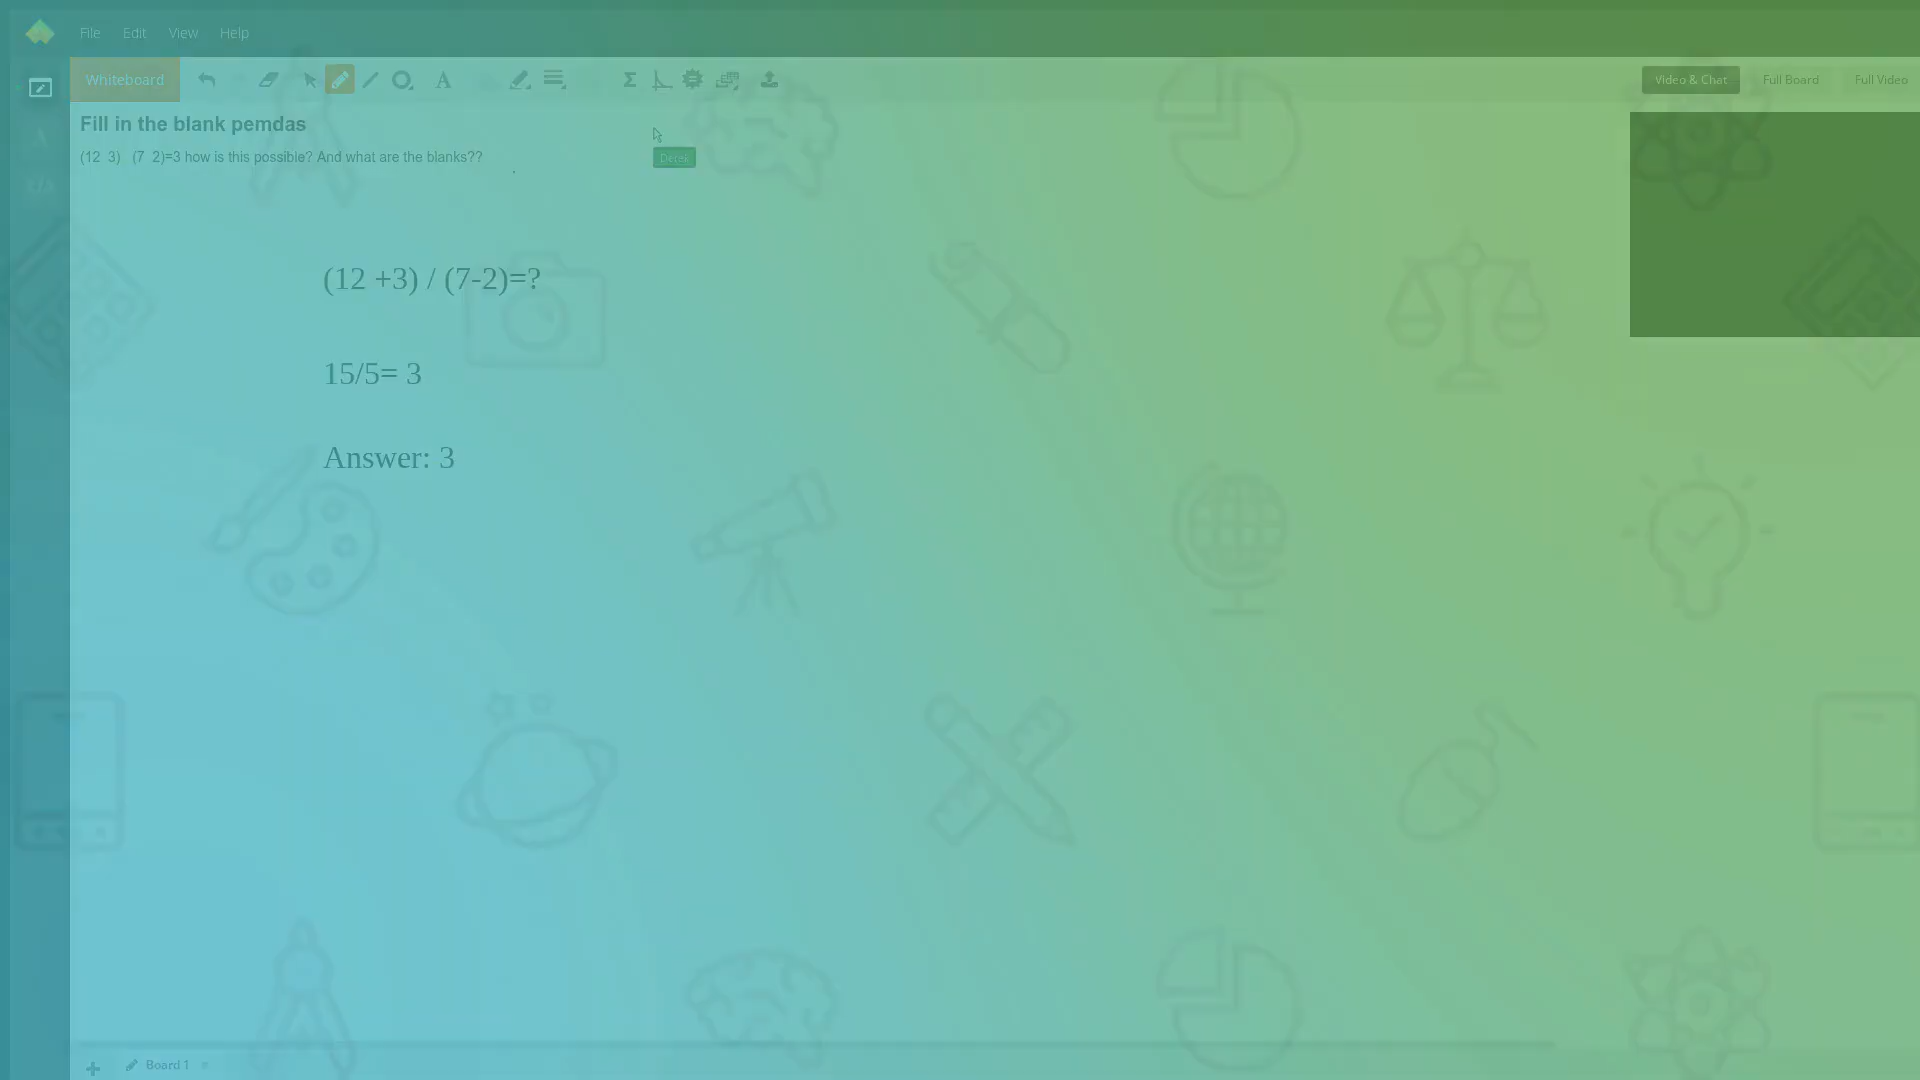 File Edit View Help
Whiteboard A Σ Video & Chat Full Board Full Video
Fill in the blank pemdas
(12 3) (7 2)=3 how is this possible? And what are the blanks??
Derek
(12 +3) / (7-2)=?
15/5= 3
Answer: 3
Board 1